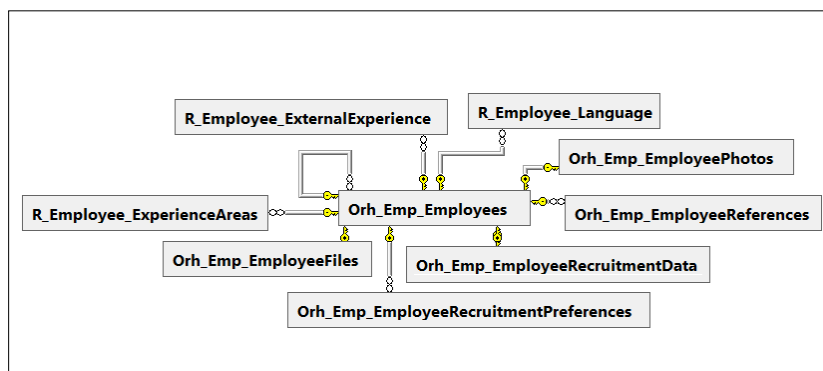 R_Employee_ExternalExperience
R_Employee_Language
Orh_Emp_EmployeePhotos
Orh_Emp_Employees
R_Employee_ExperienceAreas
Orh_Emp_EmployeeReferences
Orh_Emp_EmployeeFiles
Orh_Emp_EmployeeRecruitmentData
Orh_Emp_EmployeeRecruitmentPreferences